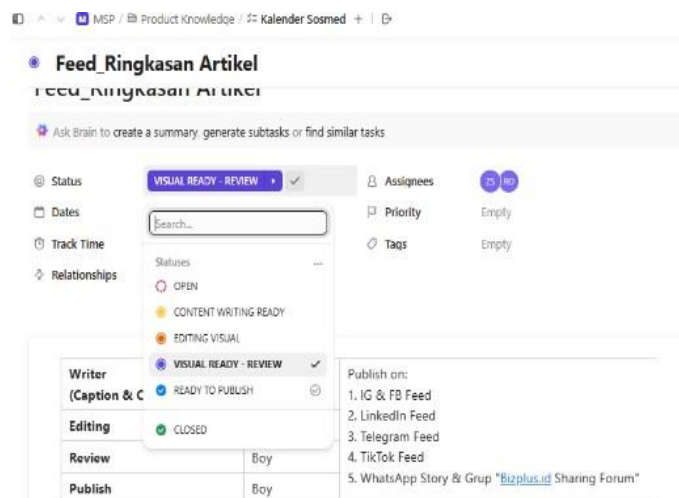 MSP / Product Knowledge / Kalender Sosmed +
Feed_Ringkasan Artikel
Feed_Ringkasan Artikel
Ask Brain to create a summary, generate subtasks or find similar tasks
Status VISUAL READY - REVIEW Assignees ZS RD
Dates Priority Empty
Search...
Track Time Tags Empty
Relationships
Statuses ...
OPEN
CONTENT WRITING READY
EDITING VISUAL
VISUAL READY - REVIEW
READY TO PUBLISH
CLOSED
Writer
(Caption & C
Editing
Review Boy
Publish Boy
Publish on:
1. IG & FB Feed
2. LinkedIn Feed
3. Telegram Feed
4. TikTok Feed
5. WhatsApp Story & Grup "Bizplus.id Sharing Forum"